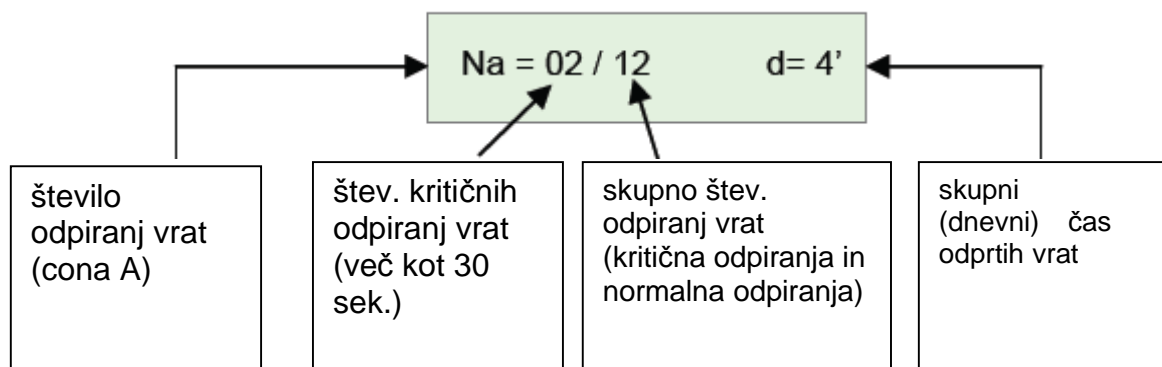 Na = 02 / 12 d= 4’
število
odpiranj vrat
(cona A)
štev. kritičnih
odpiranj vrat
(več kot 30
sek.)
skupno štev.
odpiranj vrat
(kritična odpiranja in
normalna odpiranja)
skupni
(dnevni) čas
odprtih vrat